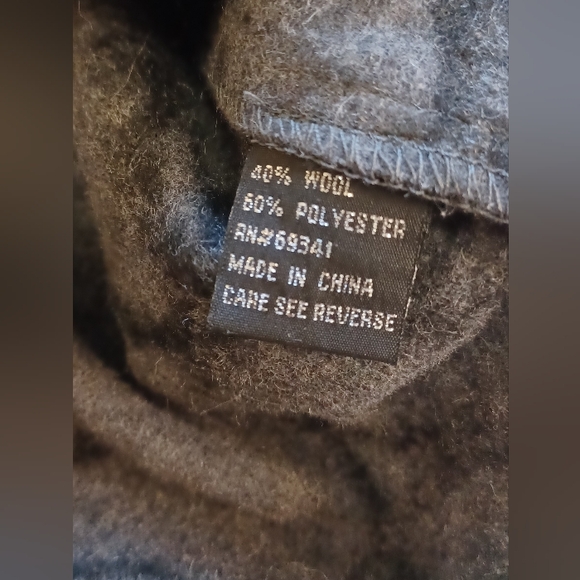 40% WOOL
60% POLYESTER
RN#69341
MADE IN CHINA
CARE SEE REVERSE